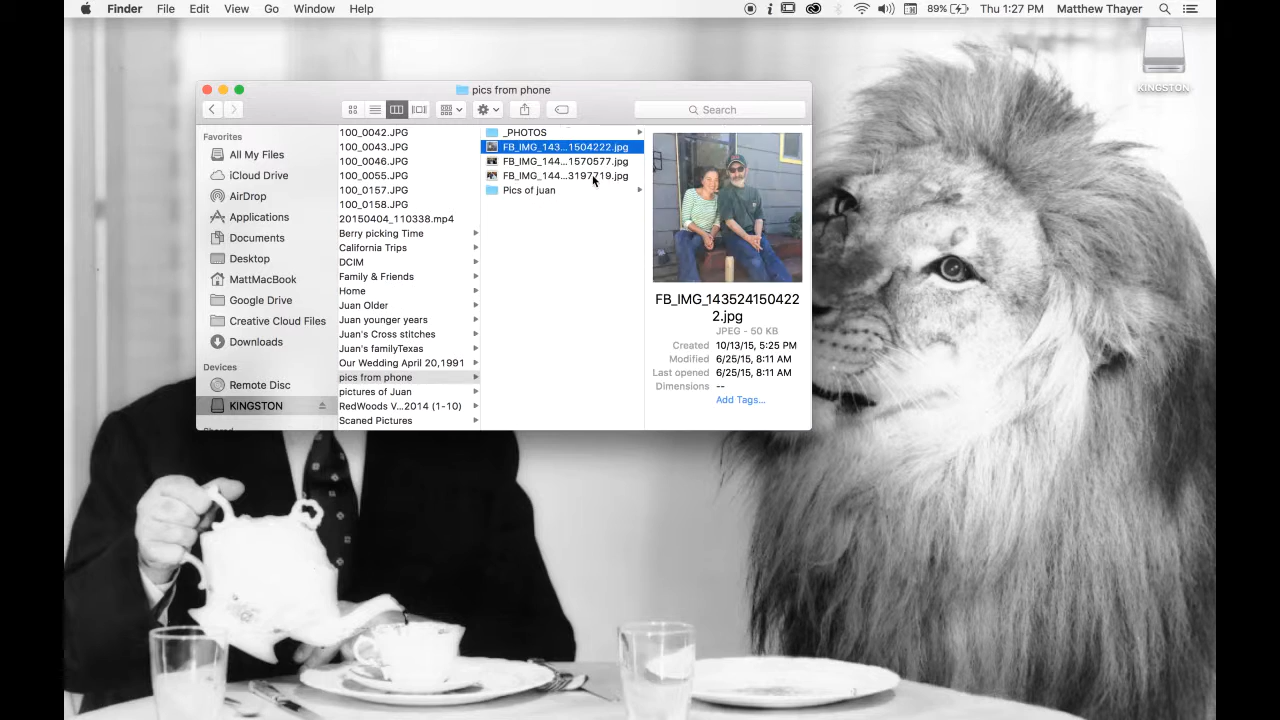 Finder File Edit View Go Window Help 89% Thu 1:27 PM Matthew Thayer
KINGSTON
pics from phone
Search
Favorites
All My Files
iCloud Drive
AirDrop
Applications
Documents
Desktop
MattMacBook
Google Drive
Creative Cloud Files
Downloads
Devices
Remote Disc
KINGSTON
100_0042.JPG
100_0043.JPG
100_0046.JPG
100_0055.JPG
100_0157.JPG
100_0158.JPG
20150404_110338.mp4
Berry picking Time
California Trips
DCIM
Family & Friends
Home
Juan Older
Juan younger years
Juan's Cross stitches
Juan's familyTexas
Our Wedding April 20,1991
pics from phone
pictures of Juan
RedWoods V...2014 (1-10)
Scaned Pictures
_PHOTOS
FB_IMG_143...1504222.jpg
FB_IMG_144...1570577.jpg
FB_IMG_144...3197719.jpg
Pics of juan
FB_IMG_143524150422
2.jpg
JPEG - 50 KB
Created 10/13/15, 5:25 PM
Modified 6/25/15, 8:11 AM
Last opened 6/25/15, 8:11 AM
Dimensions --
Add Tags...